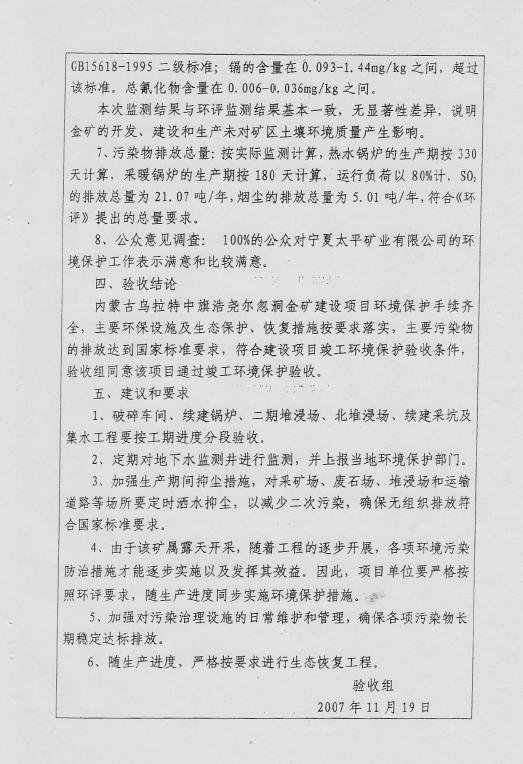 GB15618-1995 二级标准；镉的含量在 0.093-1.44mg/kg 之间，超过
该标准。总氰化物含量在 0.006-0.036mg/kg 之间。
本次监测结果与环评监测结果基本一致，无显著性差异，说明
金矿的开发、建设和生产未对矿区土壤环境质量产生影响。
7、污染物排放总量：按实际监测计算，热水锅炉的生产期按 330
天计算，采暖锅炉的生产期按 180 天计算，运行负荷以 80%计。SO₂
的排放总量为 21.07 吨/年，烟尘的排放总量为 5.01 吨/年，符合《环
评》提出的总量要求。
8、公众意见调查： 100%的公众对宁夏太平矿业有限公司的环
境保护工作表示满意和比较满意。
四、验收结论
内蒙古乌拉特中旗浩尧尔忽洞金矿建设项目环境保护手续齐
全，主要环保设施及生态保护、恢复措施按要求落实，主要污染物
的排放达到国家标准要求，符合建设项目竣工环境保护验收条件，
验收组同意该项目通过竣工环境保护验收。
五、建议和要求
1、破碎车间、续建锅炉、二期堆浸场、北堆浸场、续建采坑及
集水工程要按工期进度分段验收。
2、定期对地下水监测井进行监测，并上报当地环境保护部门。
3、加强生产期间抑尘措施，对采矿场、废石场、堆浸场和运输
道路等场所要定时洒水抑尘，以减少二次污染，确保无组织排放符
合国家标准要求。
4、由于该矿属露天开采，随着工程的逐步开展，各项环境污染
防治措施才能逐步实施以及发挥其效益。因此，项目单位要严格按
照环评要求，随生产进度同步实施环境保护措施。
5、加强对污染治理设施的日常维护和管理，确保各项污染物长
期稳定达标排放。
6、随生产进度，严格按要求进行生态恢复工程。
验收组
2007 年 11 月 19 日